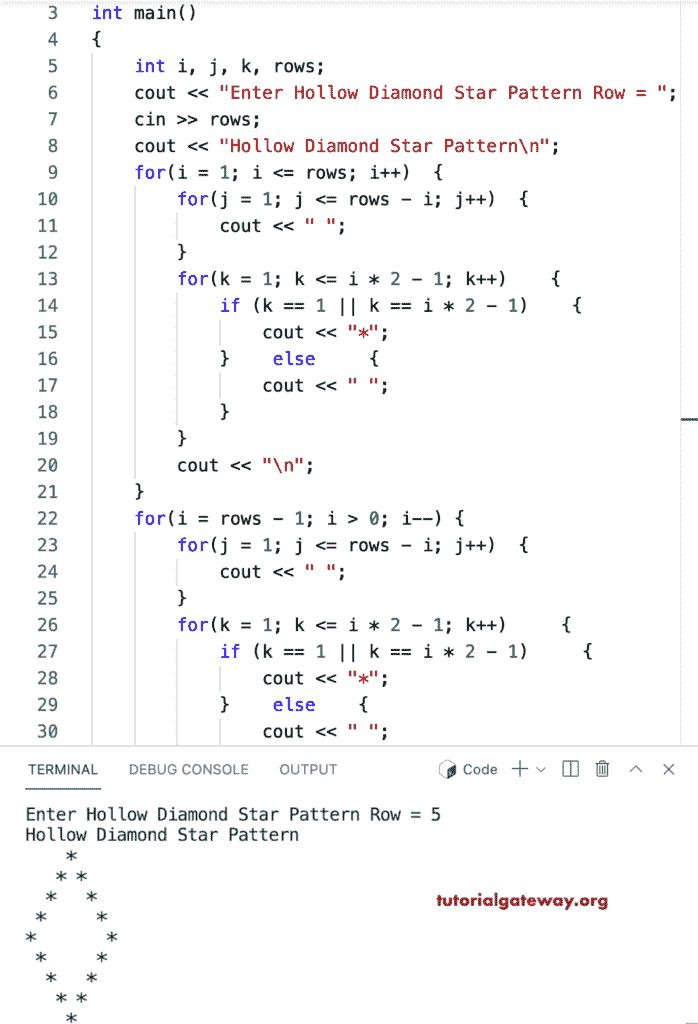 3 int main()
4 {
5     int i, j, k, rows;
6     cout << "Enter Hollow Diamond Star Pattern Row = ";
7     cin >> rows;
8     cout << "Hollow Diamond Star Pattern\n";
9     for(i = 1; i <= rows; i++)  {
10         for(j = 1; j <= rows - i; j++)  {
11             cout << " ";
12         }
13         for(k = 1; k <= i * 2 - 1; k++)    {
14             if (k == 1 || k == i * 2 - 1)    {
15                 cout << "*";
16             }    else     {
17                 cout << " ";
18             }
19         }
20         cout << "\n";
21     }
22     for(i = rows - 1; i > 0; i--) {
23         for(j = 1; j <= rows - i; j++)  {
24             cout << " ";
25         }
26         for(k = 1; k <= i * 2 - 1; k++)     {
27             if (k == 1 || k == i * 2 - 1)     {
28                 cout << "*";
29             }    else    {
30                 cout << " ";
TERMINAL DEBUG CONSOLE OUTPUT Code
Enter Hollow Diamond Star Pattern Row = 5
Hollow Diamond Star Pattern
    *
   * *
  *   *
tutorialgateway.org
 *     *
*       *
 *     *
  *   *
   * *
    *